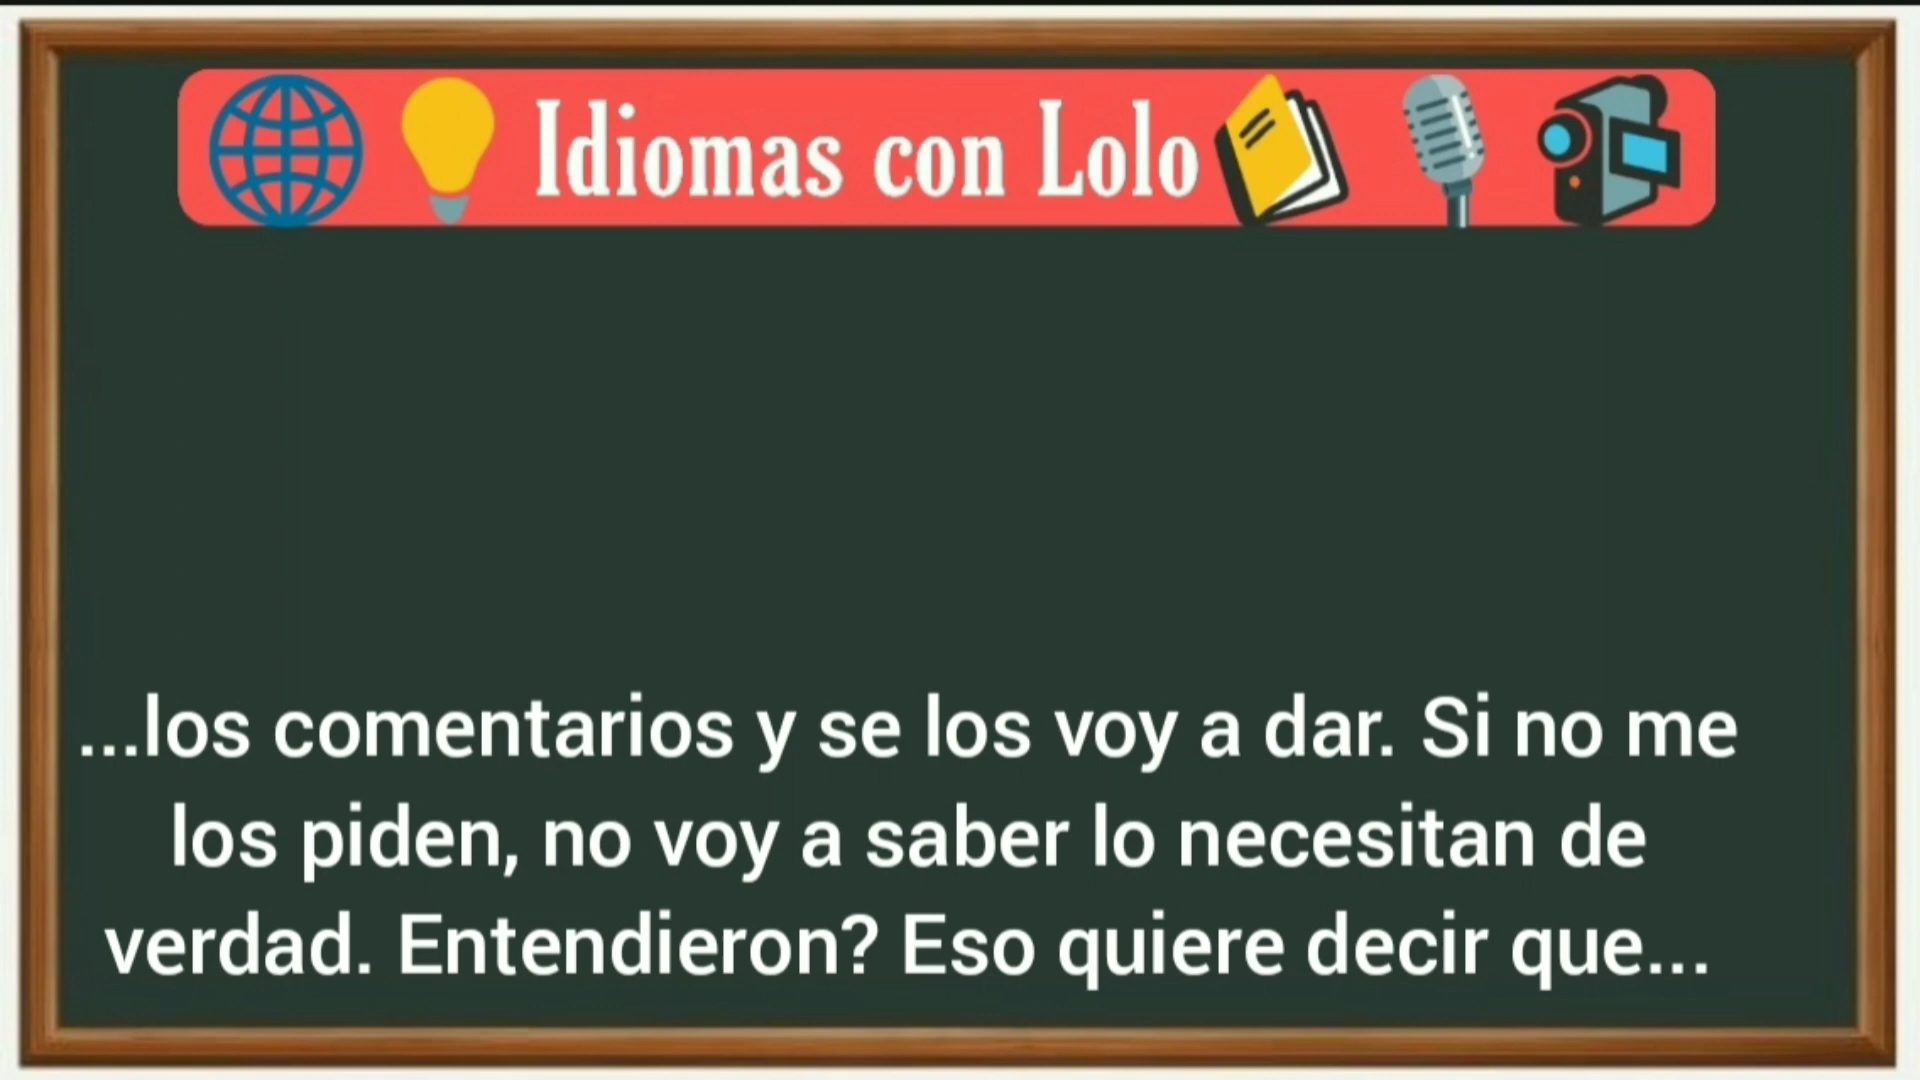 Idiomas con Lolo
...los comentarios y se los voy a dar. Si no me
los piden, no voy a saber lo necesitan de
verdad. Entendieron? Eso quiere decir que...